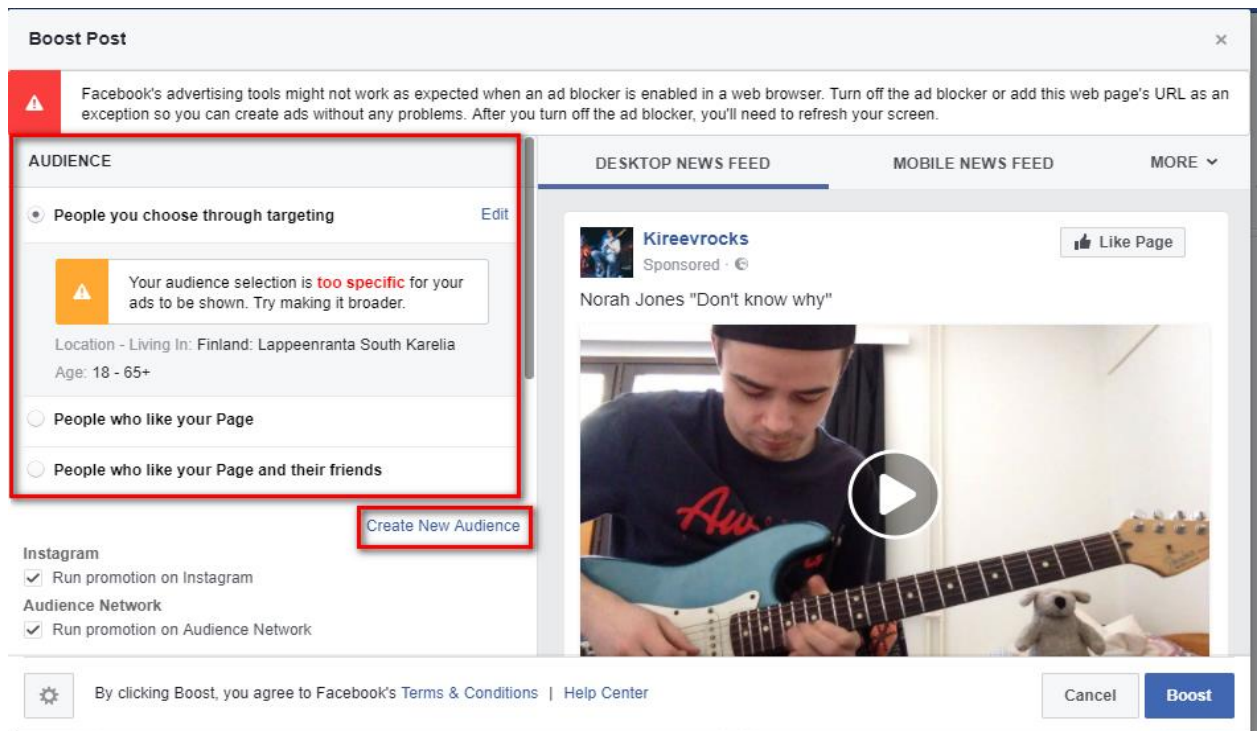 Boost Post
×
Facebook's advertising tools might not work as expected when an ad blocker is enabled in a web browser. Turn off the ad blocker or add this web page's URL as an
exception so you can create ads without any problems. After you turn off the ad blocker, you'll need to refresh your screen.
AUDIENCE
People you choose through targeting Edit
Your audience selection is too specific for your
ads to be shown. Try making it broader.
Location - Living In: Finland: Lappeenranta South Karelia
Age: 18 - 65+
People who like your Page
People who like your Page and their friends
Create New Audience
Instagram
Run promotion on Instagram
Audience Network
Run promotion on Audience Network
DESKTOP NEWS FEED MOBILE NEWS FEED MORE
Kireevrocks
Like Page
Sponsored ·
Norah Jones "Don't know why"
By clicking Boost, you agree to Facebook's Terms & Conditions | Help Center
Cancel Boost